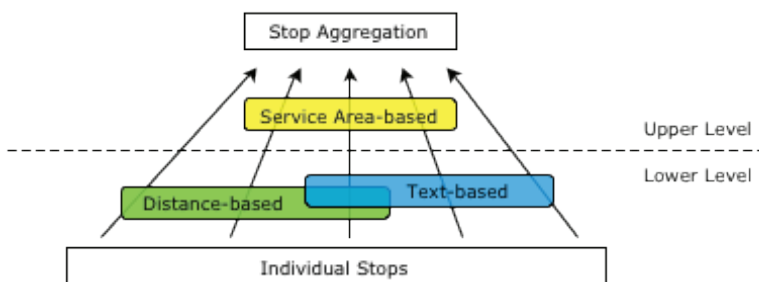 Stop Aggregation
Service Area-based
Upper Level
Lower Level
Text-based
Distance-based
Individual Stops